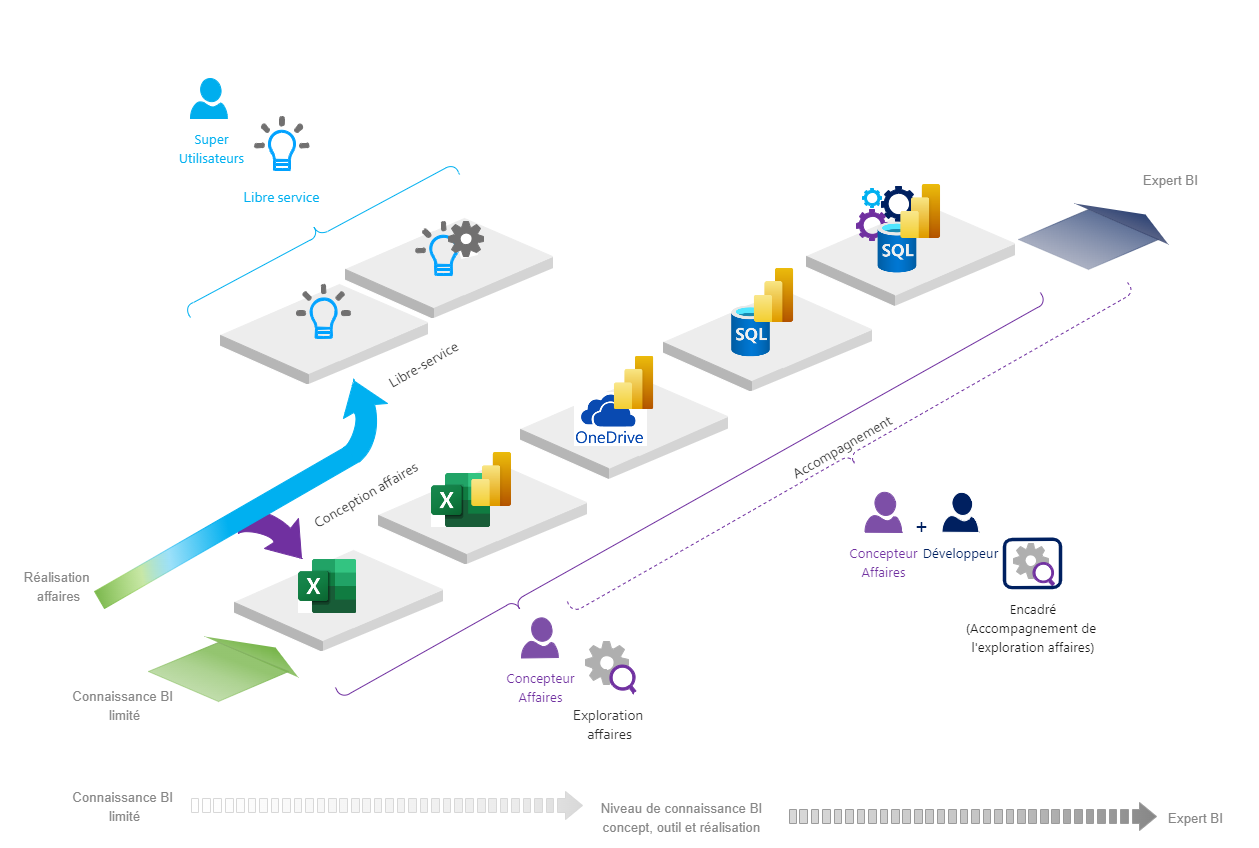 Super
Utilisateurs
Libre service
Expert BI
SQL
SQL
Libre-service
OneDrive
Accompagnement
Conception affaires
X
X
Réalisation
affaires
Concepteur
Affaires
+
Développeur
Encadré
(Accompagnement de
l'exploration affaires)
Concepteur
Affaires
Exploration
affaires
Connaissance BI
limité
Connaissance BI
limité
Niveau de connaissance BI
concept, outil et réalisation
Expert BI